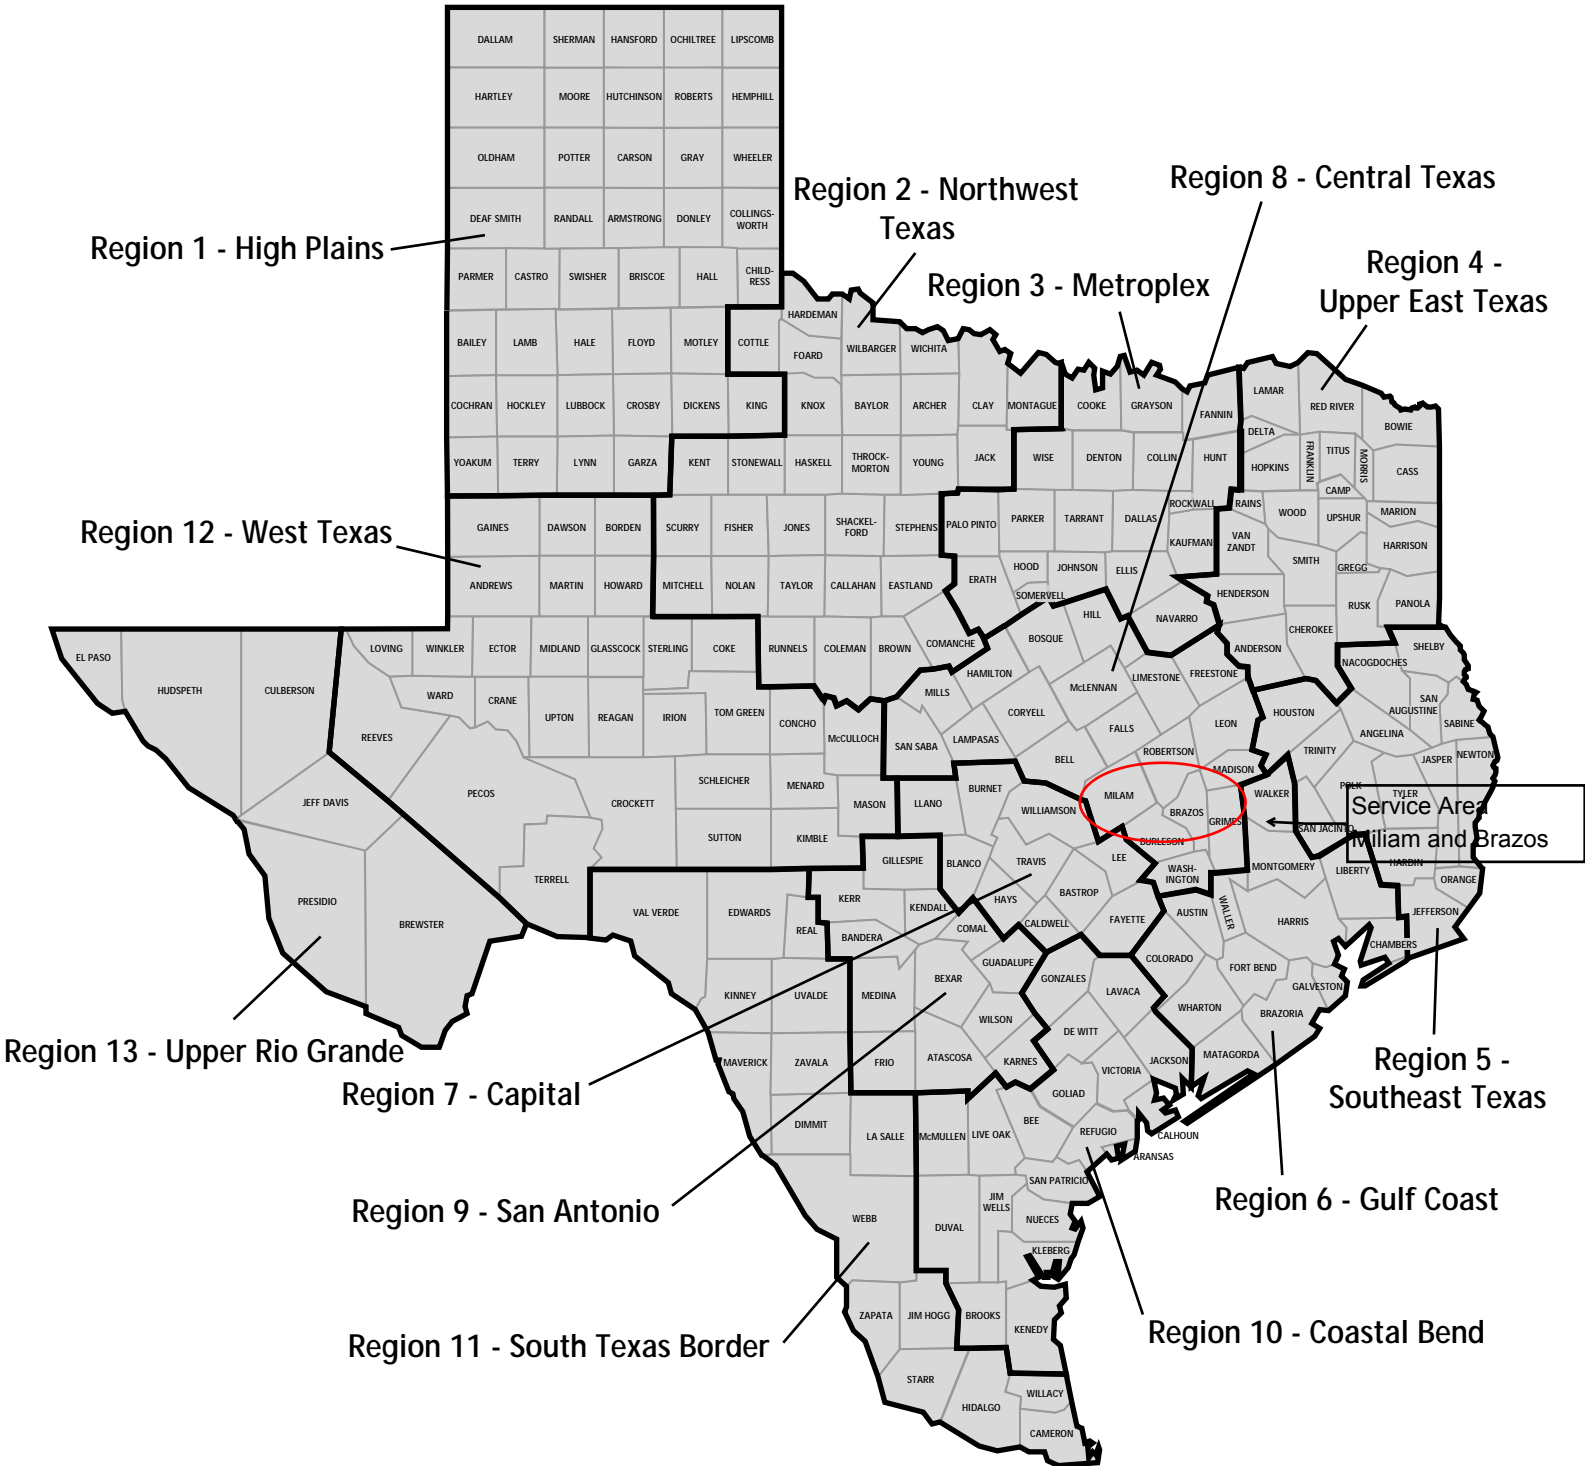 DALLAM SHERMAN HANSFORD OCHILTREE LIPSCOMB
HARTLEY MOORE HUTCHINSON ROBERTS HEMPHILL
OLDHAM POTTER CARSON GRAY WHEELER
Region 2 - Northwest
Texas
Region 8 - Central Texas
DEAF SMITH RANDALL ARMSTRONG DONLEY COLLINGS-
WORTH
Region 1 - High Plains
PARMER CASTRO SWISHER BRISCOE HALL CHILD-
RESS
Region 3 - Metroplex
Region 4 -
Upper East Texas
HARDEMAN
BAILEY LAMB HALE FLOYD MOTLEY COTTLE FOARD WILBARGER WICHITA
COCHRAN HOCKLEY LUBBOCK CROSBY DICKENS KING KNOX BAYLOR ARCHER CLAY MONTAGUE COOKE GRAYSON FANNIN LAMAR RED RIVER BOWIE
DELTA
YOAKUM TERRY LYNN GARZA KENT STONEWALL HASKELL THROCK-
MORTON YOUNG JACK WISE DENTON COLLIN HUNT HOPKINS FRANKLIN TITUS MORRIS CASS
CAMP
Region 12 - West Texas
GAINES DAWSON BORDEN SCURRY FISHER JONES SHACKEL-
FORD STEPHENS PALO PINTO PARKER TARRANT DALLAS ROCKWALL RAINS WOOD UPSHUR MARION
KAUFMAN VAN
ZANDT SMITH GREGG HARRISON
ANDREWS MARTIN HOWARD MITCHELL NOLAN TAYLOR CALLAHAN EASTLAND ERATH HOOD JOHNSON ELLIS
SOMERVELL HENDERSON RUSK PANOLA
HILL NAVARRO CHEROKEE
EL PASO HUDSPETH CULBERSON
LOVING WINKLER ECTOR MIDLAND GLASSCOCK STERLING COKE RUNNELS COLEMAN BROWN COMANCHE BOSQUE ANDERSON NACOGDOCHES SHELBY
HAMILTON McLENNAN LIMESTONE FREESTONE
WARD CRANE UPTON REAGAN IRION TOM GREEN CONCHO MILLS CORYELL FALLS LEON HOUSTON SAN
AUGUSTINE SABINE
REEVES McCULLOCH SAN SABA LAMPASAS BELL ROBERTSON MADISON TRINITY ANGELINA JASPER NEWTON
JEFF DAVIS PECOS CROCKETT SCHLEICHER MENARD MASON LLANO BURNET WILLIAMSON MILAM BRAZOS GRIMES WALKER POLK TYLER
Service Area
Miliam and Brazos
SUTTON KIMBLE BURLESON SAN JACINTO
GILLESPIE BLANCO TRAVIS LEE WASH-
INGTON MONTGOMERY LIBERTY HARDIN ORANGE
PRESIDIO BREWSTER TERRELL VAL VERDE EDWARDS REAL KERR KENDALL HAYS BASTROP
BANDERA COMAL CALDWELL FAYETTE AUSTIN WALLER HARRIS CHAMBERS JEFFERSON
KINNEY UVALDE MEDINA BEXAR GUADALUPE GONZALES LAVACA COLORADO FORT BEND GALVESTON
WILSON DE WITT WHARTON BRAZORIA
Region 13 - Upper Rio Grande
MAVERICK ZAVALA FRIO ATASCOSA KARNES VICTORIA JACKSON MATAGORDA
Region 5 -
Southeast Texas
Region 7 - Capital
GOLIAD
DIMMIT LA SALLE McMULLEN LIVE OAK BEE REFUGIO CALHOUN
ARANSAS
SAN PATRICIO
Region 9 - San Antonio
Region 6 - Gulf Coast
WEBB DUVAL JIM
WELLS NUECES
KLEBERG
ZAPATA JIM HOGG BROOKS KENEDY
Region 11 - South Texas Border
Region 10 - Coastal Bend
STARR HIDALGO WILLACY
CAMERON